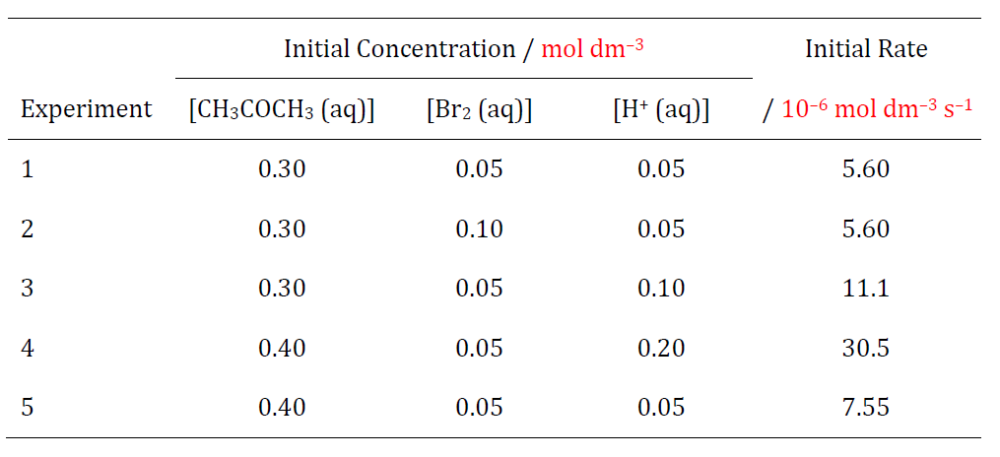 Initial Concentration / mol dm⁻³ Initial Rate
Experiment [CH₃COCH₃ (aq)] [Br₂ (aq)] [H⁺ (aq)] / 10⁻⁶ mol dm⁻³ s⁻¹
1 0.30 0.05 0.05 5.60
2 0.30 0.10 0.05 5.60
3 0.30 0.05 0.10 11.1
4 0.40 0.05 0.20 30.5
5 0.40 0.05 0.05 7.55